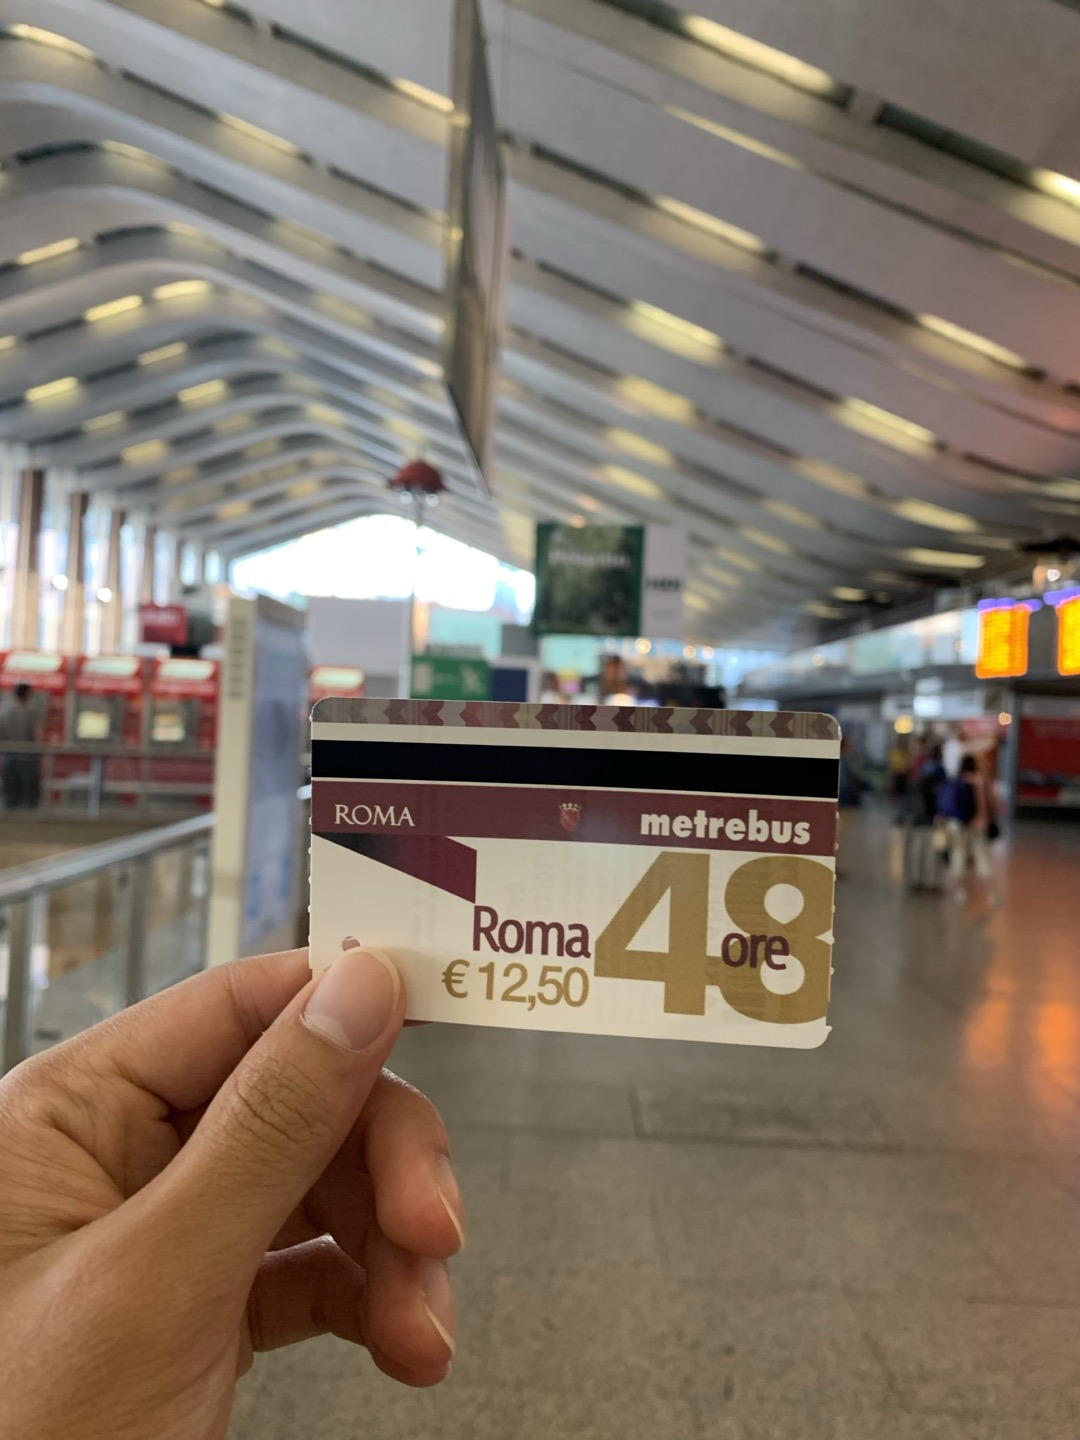 ROMA
metrebus
Roma 48 ore
€ 12,50